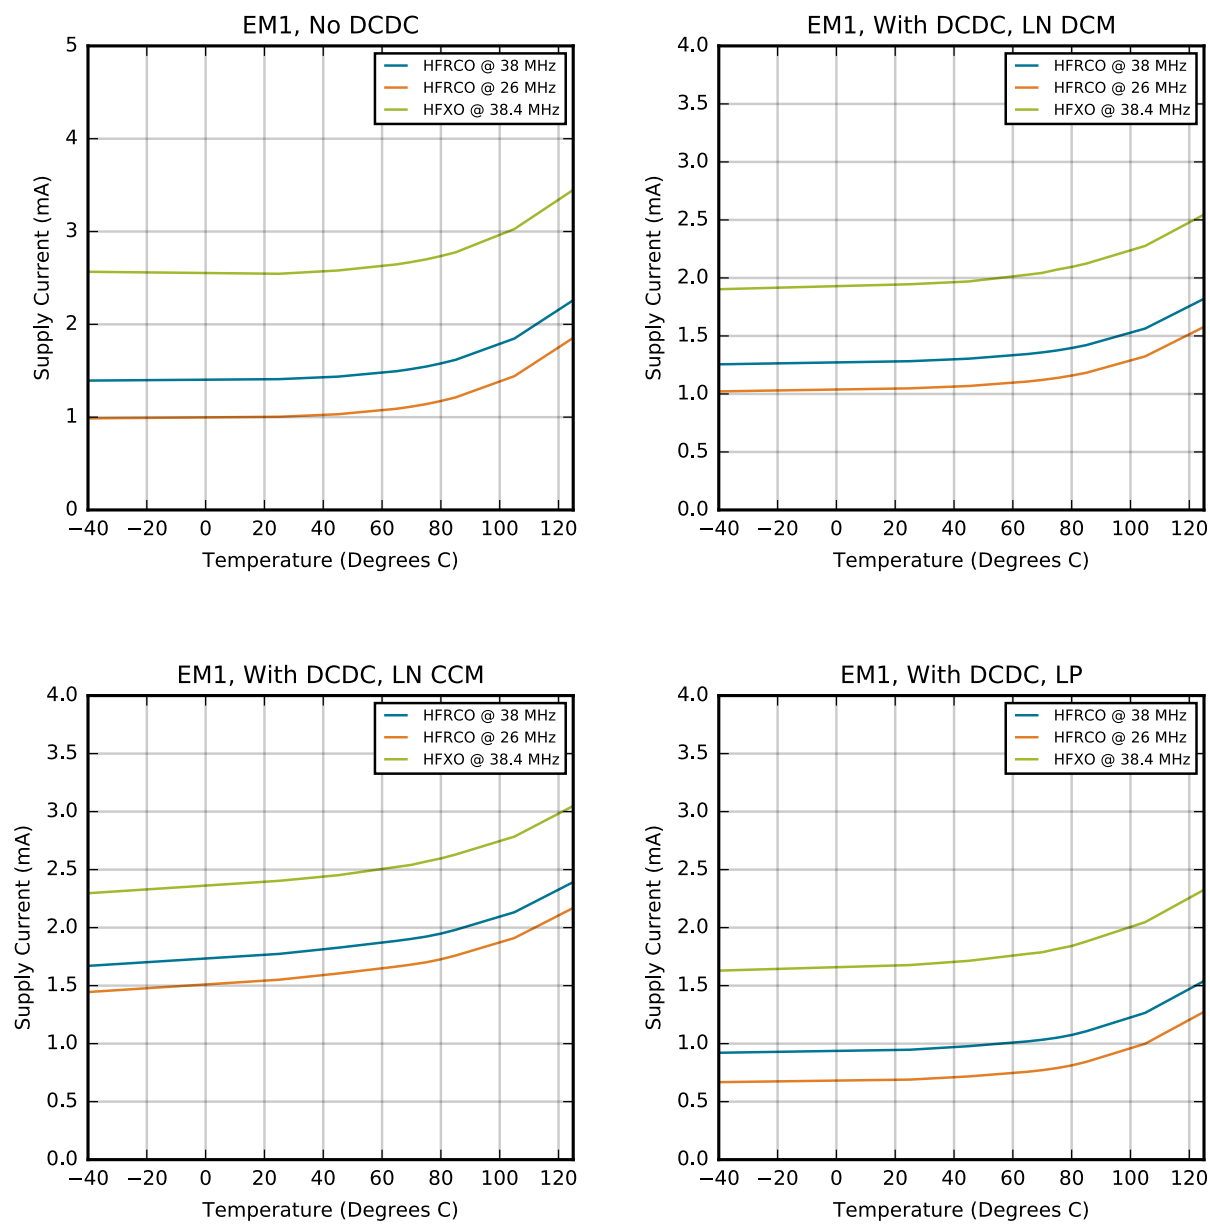 EM1, No DCDC
5
4
3
2
1
0
Supply Current (mA)
HFRCO @ 38 MHz
HFRCO @ 26 MHz
HFXO @ 38.4 MHz
−40 −20 0 20 40 60 80 100 120
Temperature (Degrees C)
EM1, With DCDC, LN DCM
4.0
3.5
3.0
2.5
2.0
1.5
1.0
0.5
0.0
Supply Current (mA)
HFRCO @ 38 MHz
HFRCO @ 26 MHz
HFXO @ 38.4 MHz
−40 −20 0 20 40 60 80 100 120
Temperature (Degrees C)
EM1, With DCDC, LN CCM
4.0
3.5
3.0
2.5
2.0
1.5
1.0
0.5
0.0
Supply Current (mA)
HFRCO @ 38 MHz
HFRCO @ 26 MHz
HFXO @ 38.4 MHz
−40 −20 0 20 40 60 80 100 120
Temperature (Degrees C)
EM1, With DCDC, LP
4.0
3.5
3.0
2.5
2.0
1.5
1.0
0.5
0.0
Supply Current (mA)
HFRCO @ 38 MHz
HFRCO @ 26 MHz
HFXO @ 38.4 MHz
−40 −20 0 20 40 60 80 100 120
Temperature (Degrees C)